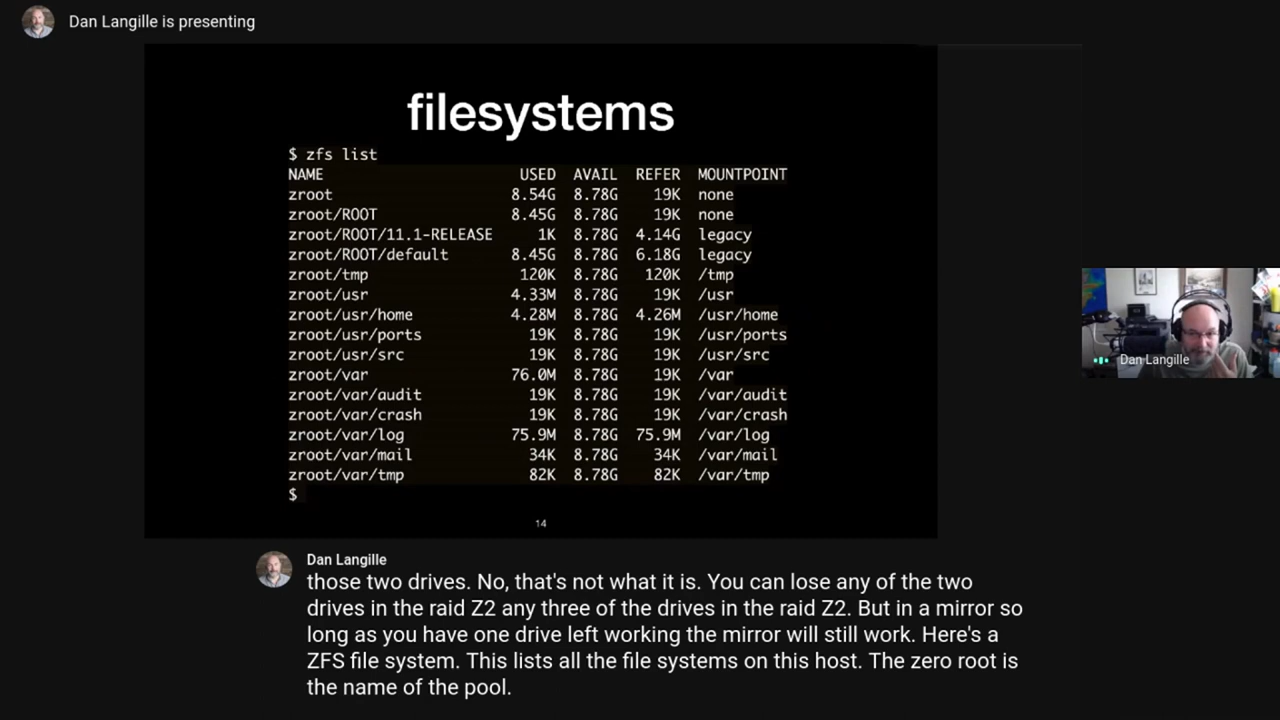 Dan Langille is presenting
filesystems
$ zfs list
NAME USED AVAIL REFER MOUNTPOINT
zroot 8.54G 8.78G 19K none
zroot/ROOT 8.45G 8.78G 19K none
zroot/ROOT/11.1-RELEASE 1K 8.78G 4.14G legacy
zroot/ROOT/default 8.45G 8.78G 6.18G legacy
zroot/tmp 120K 8.78G 120K /tmp
zroot/usr 4.33M 8.78G 19K /usr
zroot/usr/home 4.28M 8.78G 4.26M /usr/home
zroot/usr/ports 19K 8.78G 19K /usr/ports
zroot/usr/src 19K 8.78G 19K /usr/src
zroot/var 76.0M 8.78G 19K /var
zroot/var/audit 19K 8.78G 19K /var/audit
zroot/var/crash 19K 8.78G 19K /var/crash
zroot/var/log 75.9M 8.78G 75.9M /var/log
zroot/var/mail 34K 8.78G 34K /var/mail
zroot/var/tmp 82K 8.78G 82K /var/tmp
$
14
Dan Langille
Dan Langille
those two drives. No, that's not what it is. You can lose any of the two
drives in the raid Z2 any three of the drives in the raid Z2. But in a mirror so
long as you have one drive left working the mirror will still work. Here's a
ZFS file system. This lists all the file systems on this host. The zero root is
the name of the pool.